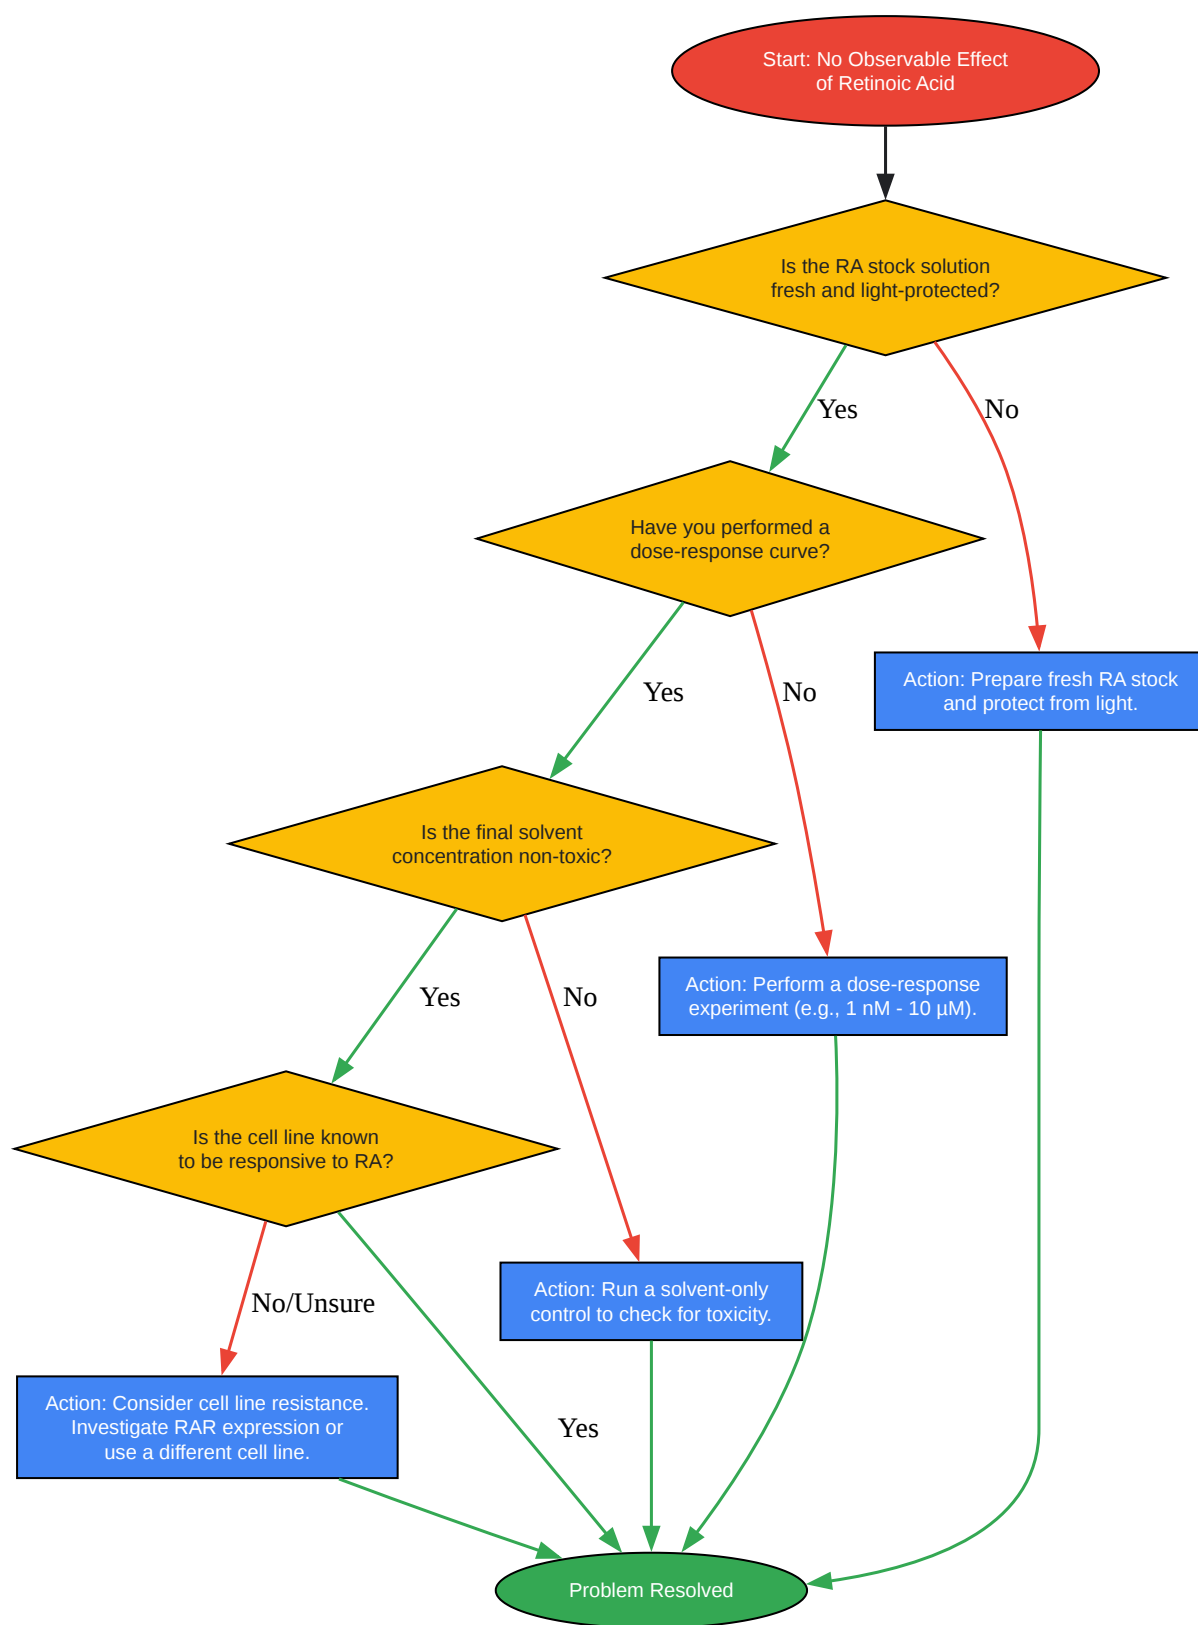 Start: No Observable Effect
of Retinoic Acid
Is the RA stock solution
fresh and light-protected?
Yes
No
Have you performed a
dose-response curve?
Action: Prepare fresh RA stock
and protect from light.
Yes
No
Is the final solvent
concentration non-toxic?
Action: Perform a dose-response
experiment (e.g., 1 nM - 10 µM).
Yes
No
Is the cell line known
to be responsive to RA?
Action: Run a solvent-only
control to check for toxicity.
No/Unsure
Action: Consider cell line resistance.
Investigate RAR expression or
use a different cell line.
Yes
Problem Resolved